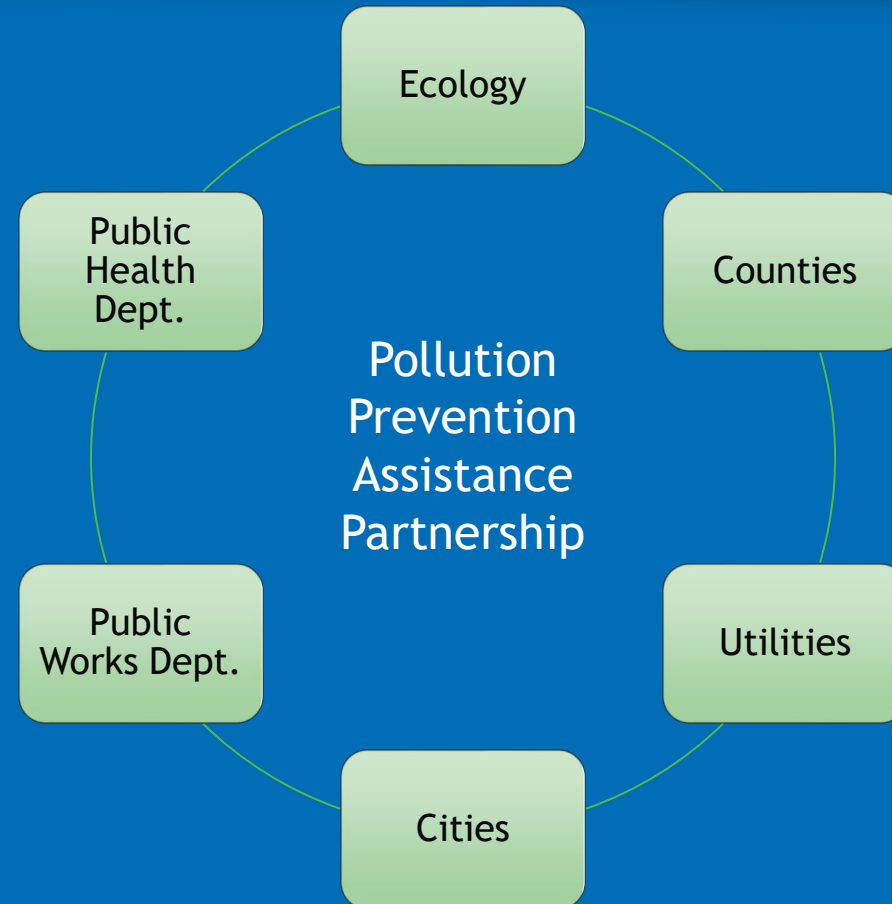 Ecology
Counties
Utilities
Cities
Public
Works Dept.
Public
Health
Dept.
Pollution
Prevention
Assistance
Partnership